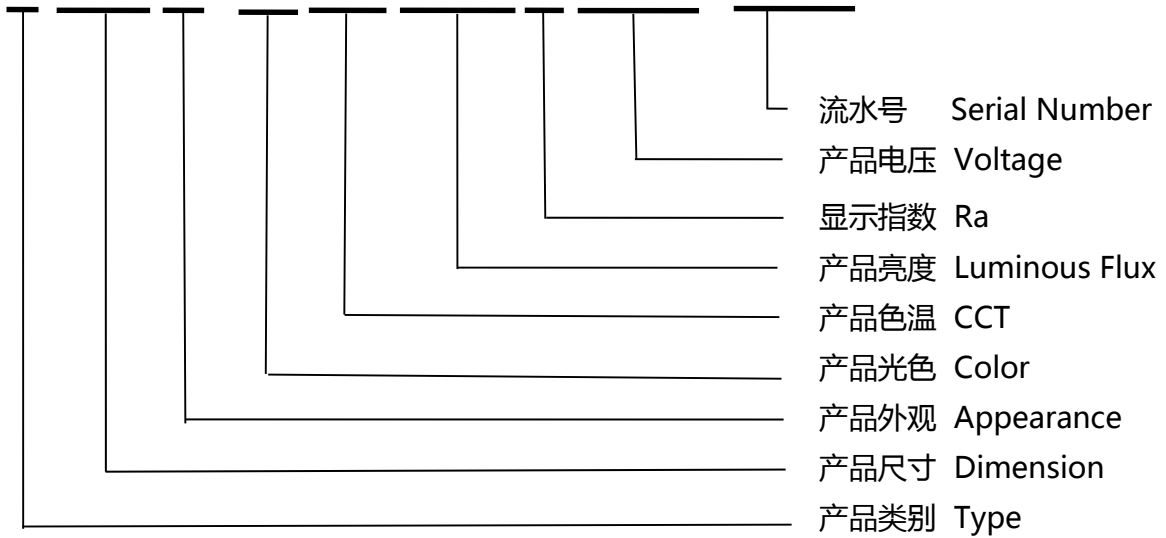 流水号 Serial Number
产品电压 Voltage
显示指数 Ra
产品亮度 Luminous Flux
产品色温 CCT
产品光色 Color
产品外观 Appearance
产品尺寸 Dimension
产品类别 Type